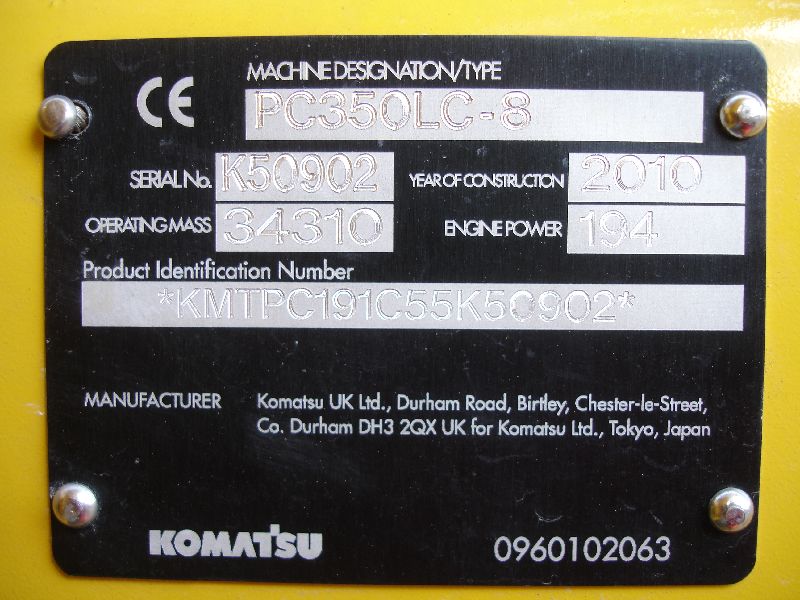 CE
MACHINE DESIGNATION/TYPE
PC350LC-8
SERIAL No. K50902 YEAR OF CONSTRUCTION 2010
OPERATING MASS 34310 ENGINE POWER 194
Product Identification Number
*KMTPC191C55K50902*
MANUFACTURER Komatsu UK Ltd., Durham Road, Birtley, Chester-le-Street,
Co. Durham DH3 2QX UK for Komatsu Ltd., Tokyo, Japan
KOMATSU 0960102063